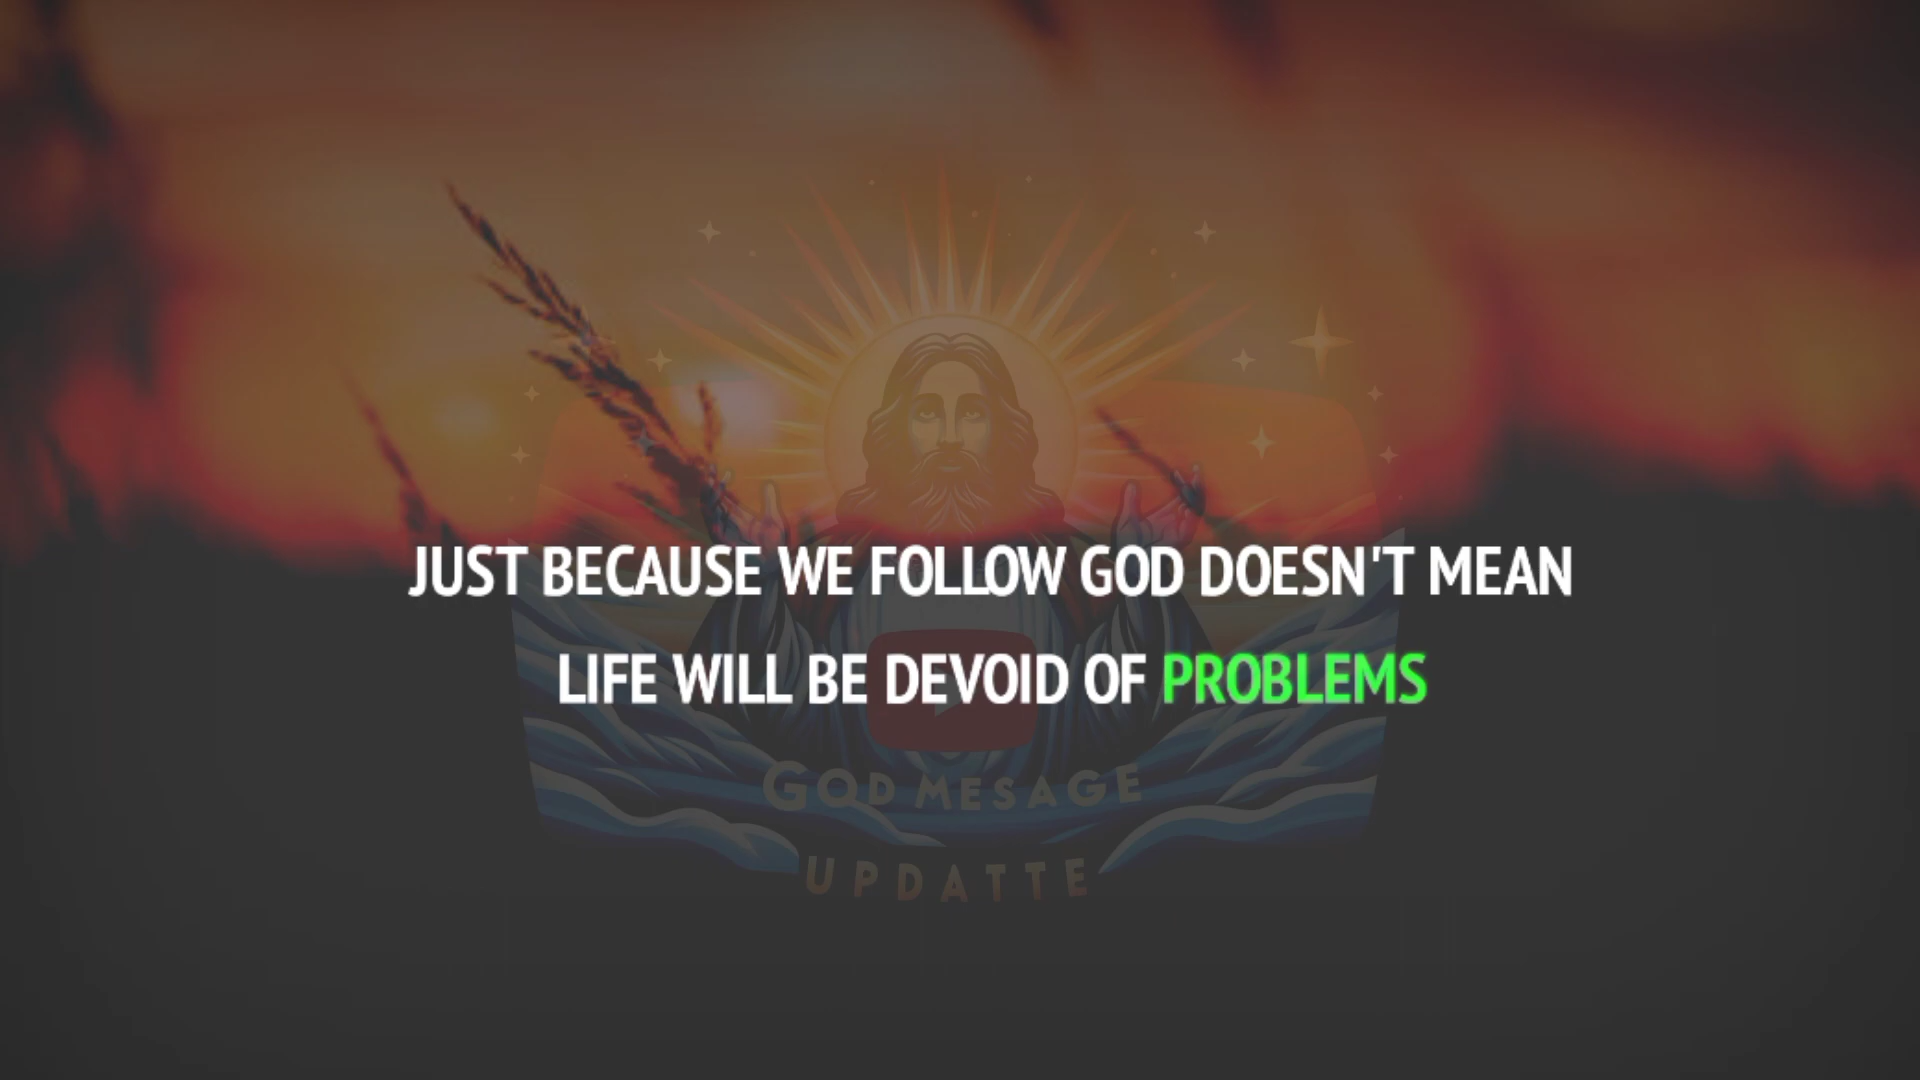 JUST BECAUSE WE FOLLOW GOD DOESN'T MEAN
LIFE WILL BE DEVOID OF PROBLEMS
GOD MESAGE
UPDATTE